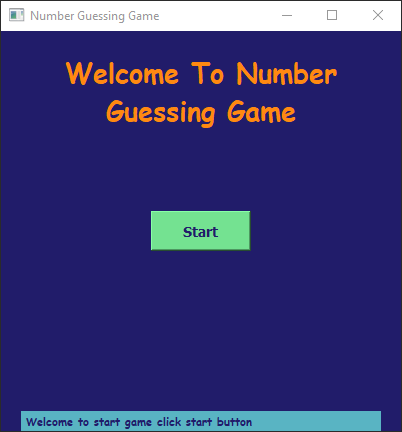 Number Guessing Game
Welcome To Number
Guessing Game
Start
Welcome to start game click start button